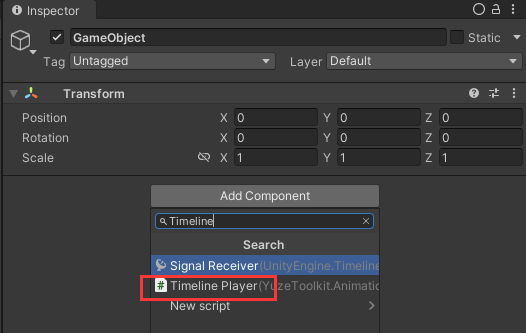 Inspector
GameObject Static
Tag Untagged Layer Default
Transform
Position X 0 Y 0 Z 0
Rotation X 0 Y 0 Z 0
Scale X 1 Y 1 Z 1
Add Component
Timeline
Search
Signal Receiver(UnityEngine.Timeline
Timeline Player(YuzeToolkit.Animatic
New script